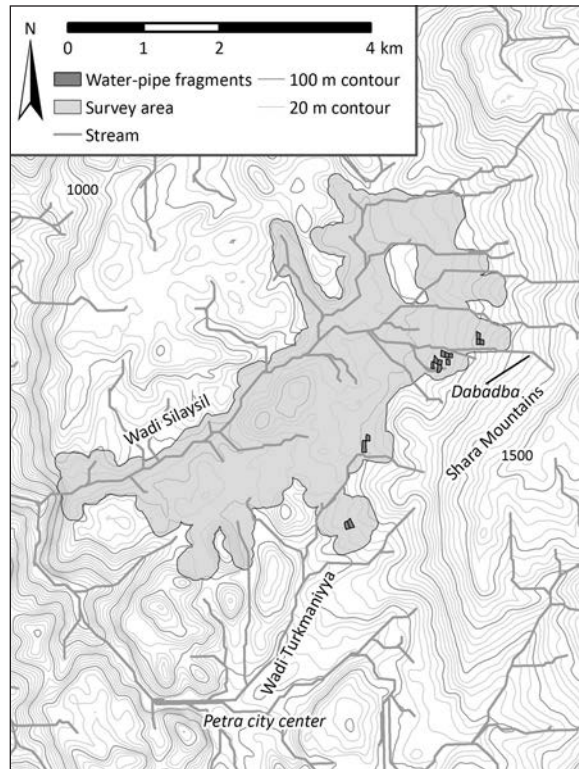 N
0 1 2 4 km
Water-pipe fragments
100 m contour
Survey area
20 m contour
Stream
1000
Wadi Silaysil
Dabadba
Shara Mountains
1500
Wadi Turkmaniyya
Petra city center